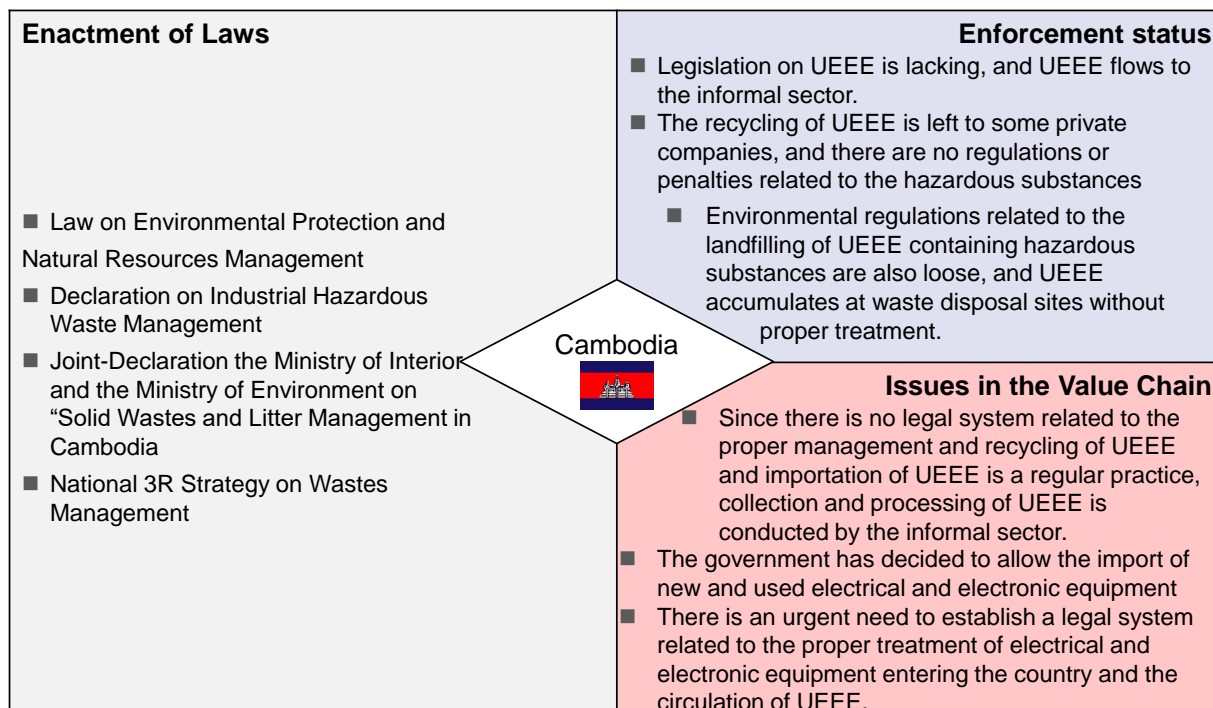 Enactment of Laws
■ Law on Environmental Protection and
Natural Resources Management
■ Declaration on Industrial Hazardous
Waste Management
■ Joint-Declaration the Ministry of Interior
and the Ministry of Environment on
“Solid Wastes and Litter Management in
Cambodia
■ National 3R Strategy on Wastes
Management
Cambodia
Enforcement status
■ Legislation on UEEE is lacking, and UEEE flows to
the informal sector.
■ The recycling of UEEE is left to some private
companies, and there are no regulations or
penalties related to the hazardous substances
■ Environmental regulations related to the
landfilling of UEEE containing hazardous
substances are also loose, and UEEE
accumulates at waste disposal sites without
proper treatment.
Issues in the Value Chain
■ Since there is no legal system related to the
proper management and recycling of UEEE
and importation of UEEE is a regular practice,
collection and processing of UEEE is
conducted by the informal sector.
■ The government has decided to allow the import of
new and used electrical and electronic equipment
■ There is an urgent need to establish a legal system
related to the proper treatment of electrical and
electronic equipment entering the country and the
circulation of UEEE.